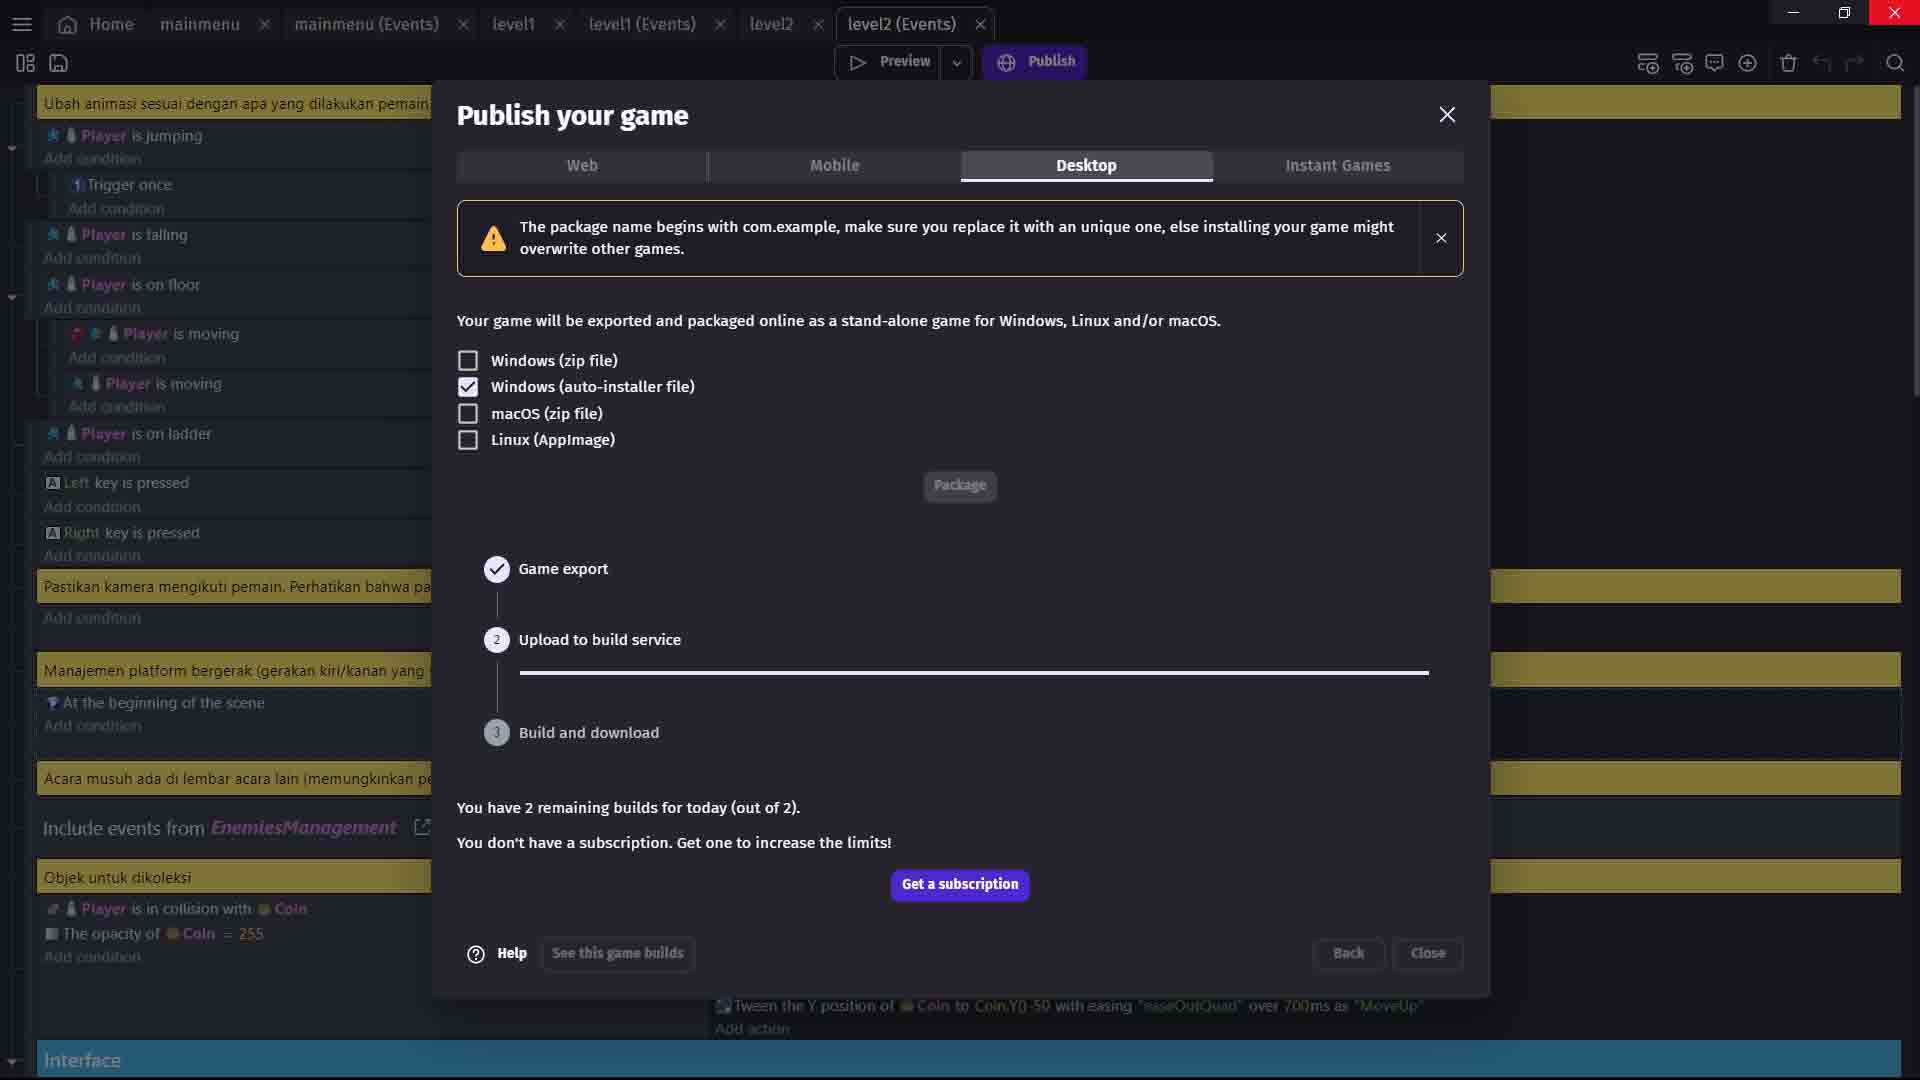 Home
mainmenu
mainmenu (Events)
level1
level1 (Events)
level2
level2 (Events)
Preview
Publish
Ubah animasi sesuai dengan apa yang dilakukan pemain
Player is jumping
Add condition
1 Trigger once
Add condition
Player is falling
Add condition
Player is on floor
Add condition
Player is moving
Add condition
Player is moving
Add condition
Player is on ladder
Add condition
A Left key is pressed
Add condition
A Right key is pressed
Add condition
Pastikan kamera mengikuti pemain. Perhatikan bahwa pa
Add condition
Manajemen platform bergerak (gerakan kiri/kanan yang
At the beginning of the scene
Add condition
Acara musuh ada di lembar acara lain (memungkinkan pe
Include events from EnemiesManagement
Objek untuk dikoleksi
Player is in collision with Coin
The opacity of Coin = 255
Add condition
Publish your game
Web
Mobile
Desktop
Instant Games
The package name begins with com.example, make sure you replace it with an unique one, else installing your game might
overwrite other games.
Your game will be exported and packaged online as a stand-alone game for Windows, Linux and/or macOS.
Windows (zip file)
Windows (auto-installer file)
macOS (zip file)
Linux (AppImage)
Package
Game export
2 Upload to build service
3 Build and download
You have 2 remaining builds for today (out of 2).
You don't have a subscription. Get one to increase the limits!
Get a subscription
Help
See this game builds
Back
Close
Tween the Y position of Coin to Coin.Y()-50 with easing "easeOutQuad" over 700ms as "MoveUp"
Add action
Interface